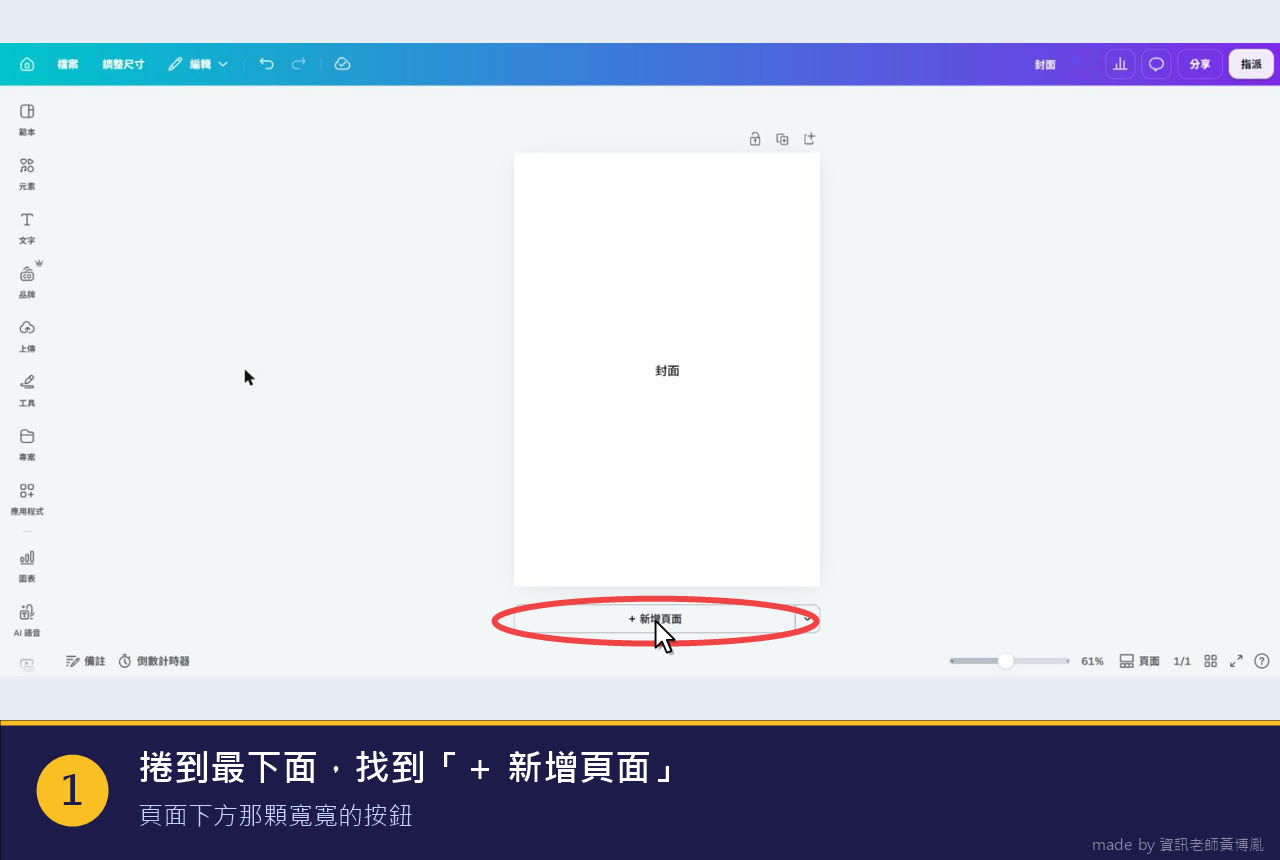 檔案 調整尺寸 編輯 封面 分享 指派
範本
元素
文字
品牌
上傳
工具
專案
應用程式
圖表
AI 語音
封面
+ 新增頁面
備註 倒數計時器 61% 頁面 1/1
1
捲到最下面，找到「+ 新增頁面」
頁面下方那顆寬寬的按鈕
made by 資訊老師黃博胤